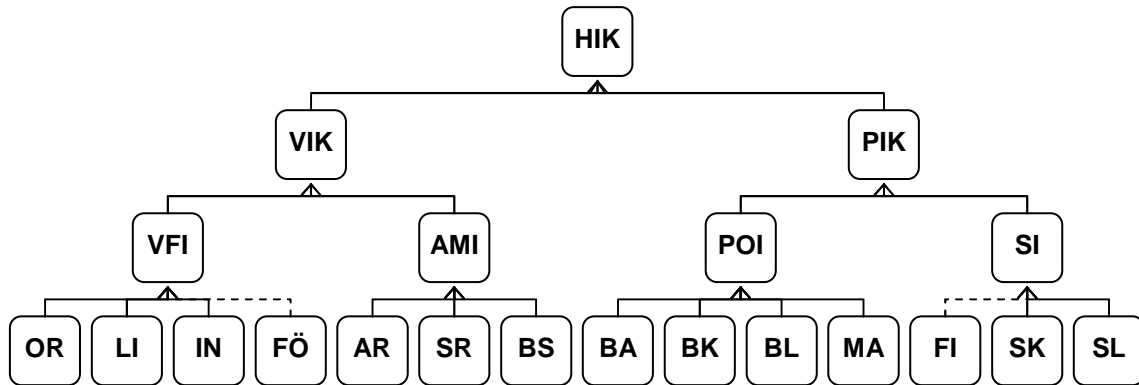 HIK
VIK PIK
VFI AMI POI SI
OR LI IN FÖ AR SR BS BA BK BL MA FI SK SL